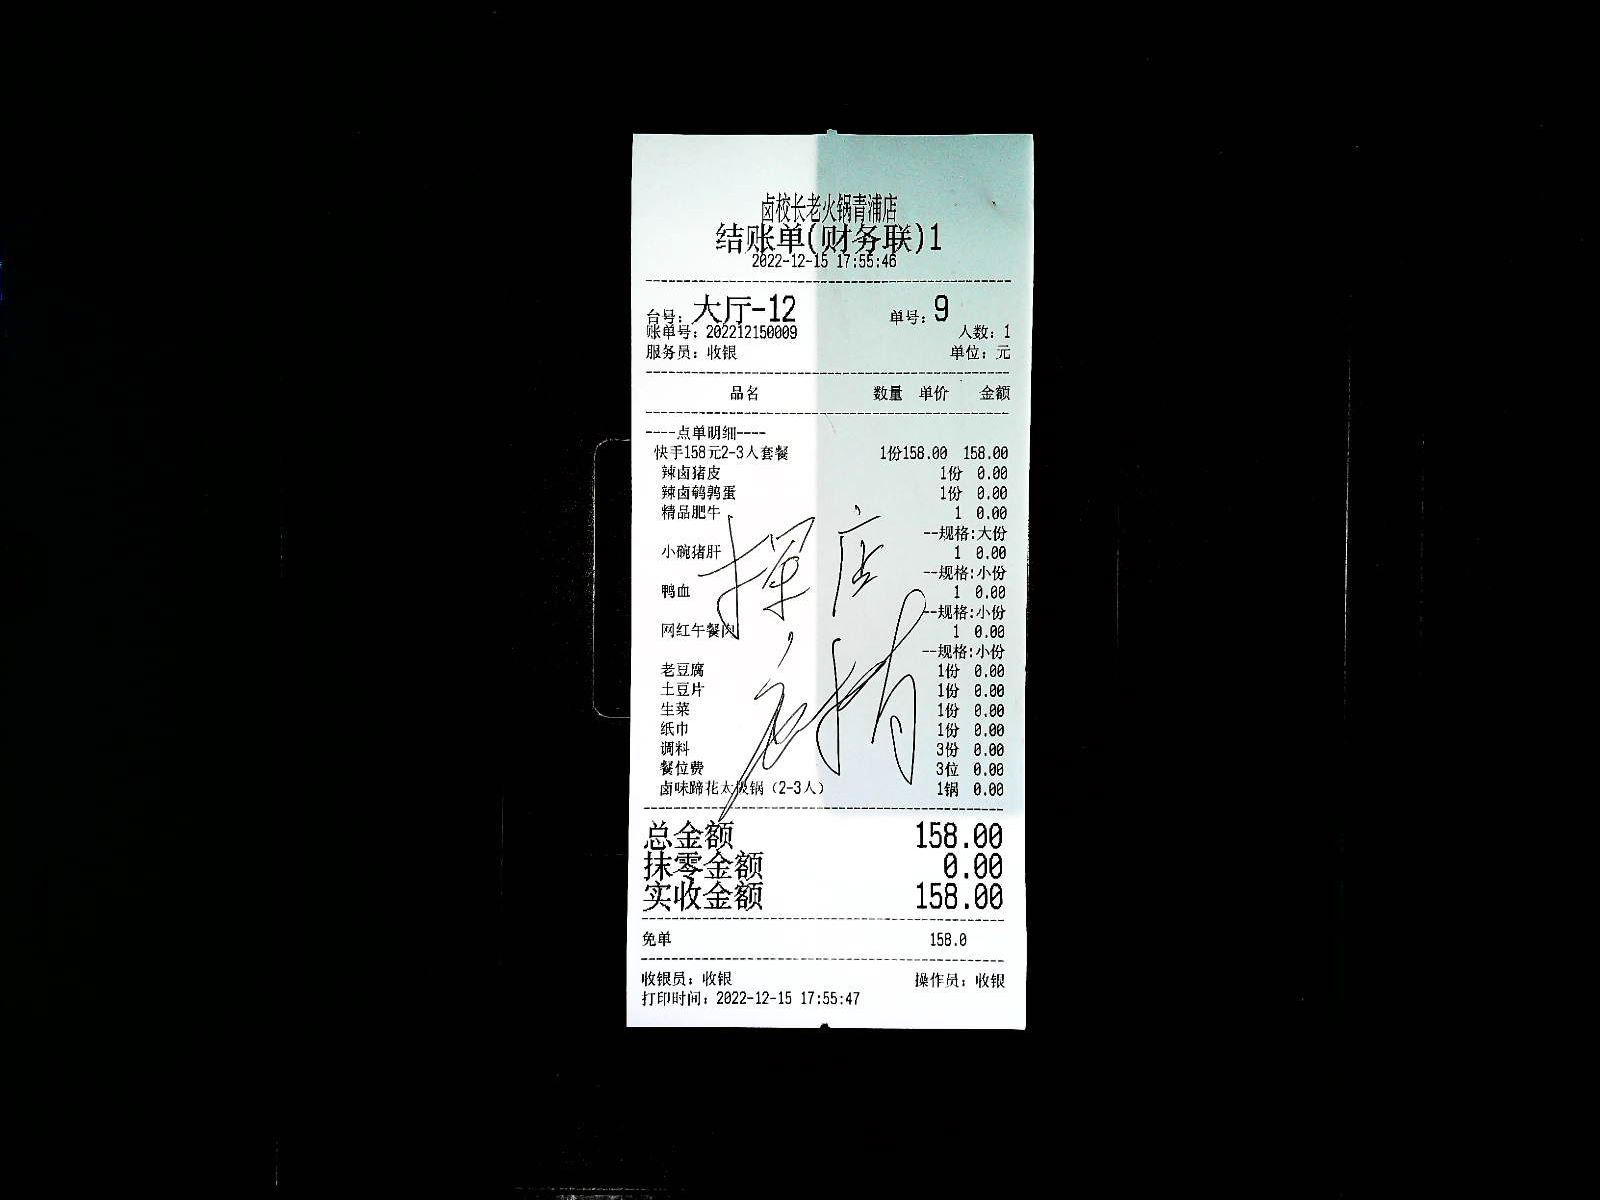 卤校长老火锅青浦店
结账单(财务联)1
2022-12-15 17:55:46
台号: 大厅-12 单号: 9
账单号: 202212150009 人数: 1
服务员: 收银 单位: 元
品名 数量 单价 金额
----点单明细----
快手158元2-3人套餐 1份158.00 158.00
辣卤猪皮 1份 0.00
辣卤鹌鹑蛋 1份 0.00
精品肥牛 1 0.00
--规格:大份
小碗猪肝 1 0.00
--规格:小份
鸭血 1 0.00
--规格:小份
网红午餐肉 1 0.00
--规格:小份
老豆腐 1份 0.00
土豆片 1份 0.00
生菜 1份 0.00
纸巾 1份 0.00
调料 3份 0.00
餐位费 3位 0.00
卤味蹄花太极锅（2-3人） 1锅 0.00
探店
总金额 158.00
抹零金额 0.00
实收金额 158.00
免单 158.0
收银员: 收银 操作员: 收银
打印时间: 2022-12-15 17:55:47